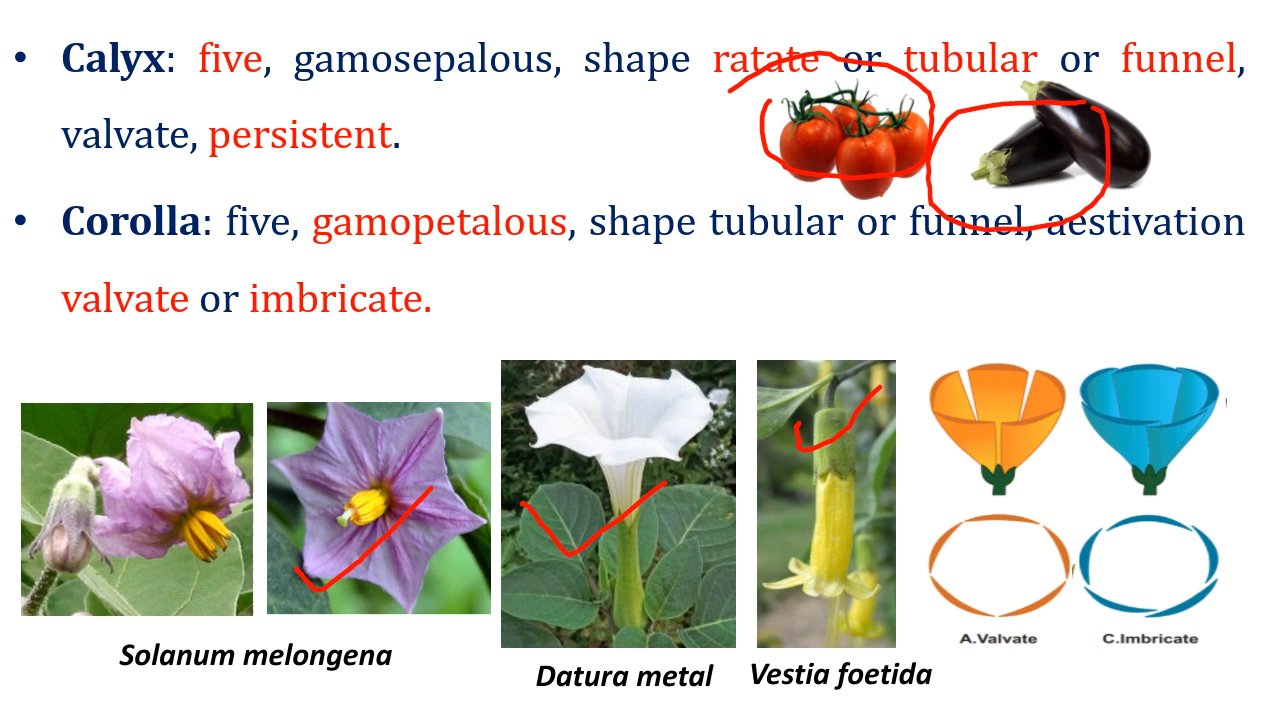 • Calyx: five, gamosepalous, shape ratate or tubular or funnel,
valvate, persistent.
• Corolla: five, gamopetalous, shape tubular or funnel, aestivation
valvate or imbricate.
A.Valvate C.Imbricate
Solanum melongena
Datura metal Vestia foetida